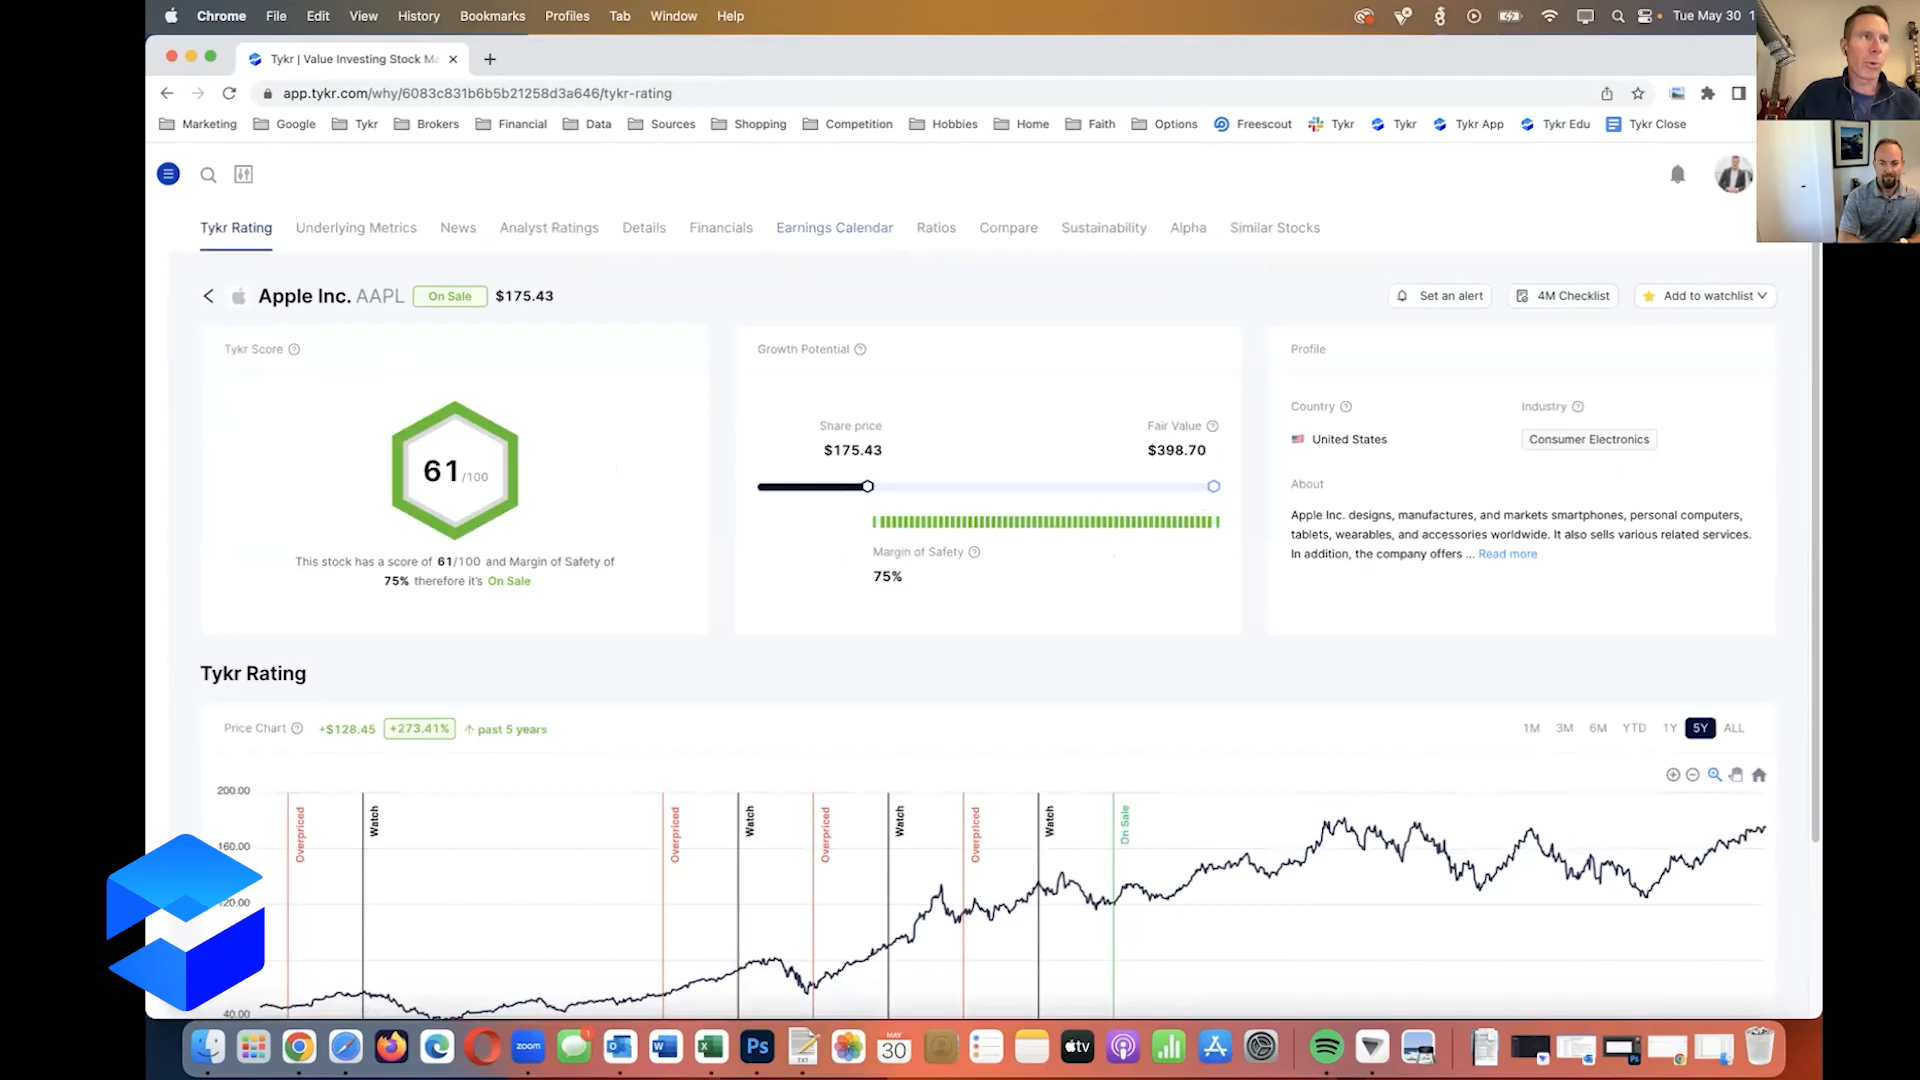 Chrome File Edit View History Bookmarks Profiles Tab Window Help Tue May 30 1
Tykr | Value Investing Stock Ma
app.tykr.com/why/6083c831b6b5b21258d3a646/tykr-rating
Marketing Google Tykr Brokers Financial Data Sources Shopping Competition Hobbies Home Faith Options Freescout Tykr Tykr Tykr App Tykr Edu Tykr Close
Tykr Rating Underlying Metrics News Analyst Ratings Details Financials Earnings Calendar Ratios Compare Sustainability Alpha Similar Stocks
Apple Inc. AAPL On Sale $175.43 Set an alert 4M Checklist Add to watchlist
Tykr Score
61/100
This stock has a score of 61/100 and Margin of Safety of
75% therefore it's On Sale
Growth Potential
Share price Fair Value
$175.43 $398.70
Margin of Safety
75%
Profile
Country Industry
United States Consumer Electronics
About
Apple Inc. designs, manufactures, and markets smartphones, personal computers,
tablets, wearables, and accessories worldwide. It also sells various related services.
In addition, the company offers ... Read more
Tykr Rating
Price Chart +$128.45 +273.41% ↑ past 5 years 1M 3M 6M YTD 1Y 5Y ALL
200.00
160.00
120.00
40.00
Overpriced
Watch
Overpriced
Watch
Overpriced
Watch
Overpriced
Watch
On Sale
zoom
1
W
X
Ps
TXT
MAY
30
tv